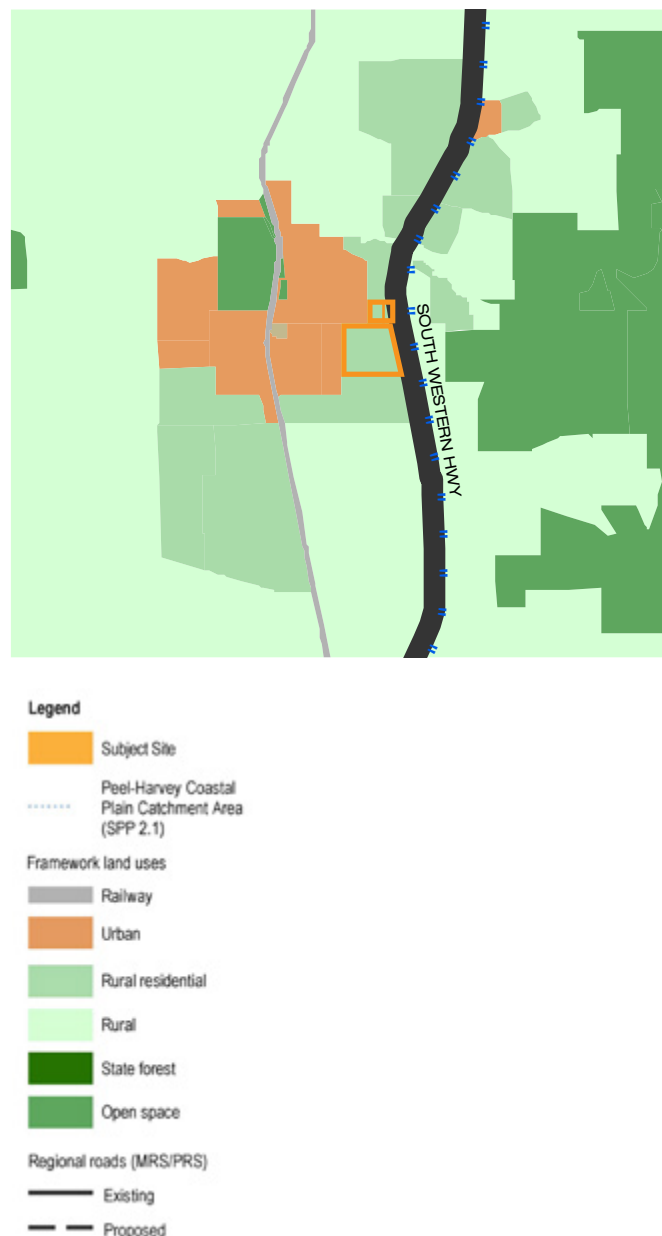 SOUTH WESTERN HWY
Legend
Subject Site
Peel-Harvey Coastal
Plain Catchment Area
(SPP 2.1)
Framework land uses
Railway
Urban
Rural residential
Rural
State forest
Open space
Regional roads (MRS/PRS)
Existing
Proposed